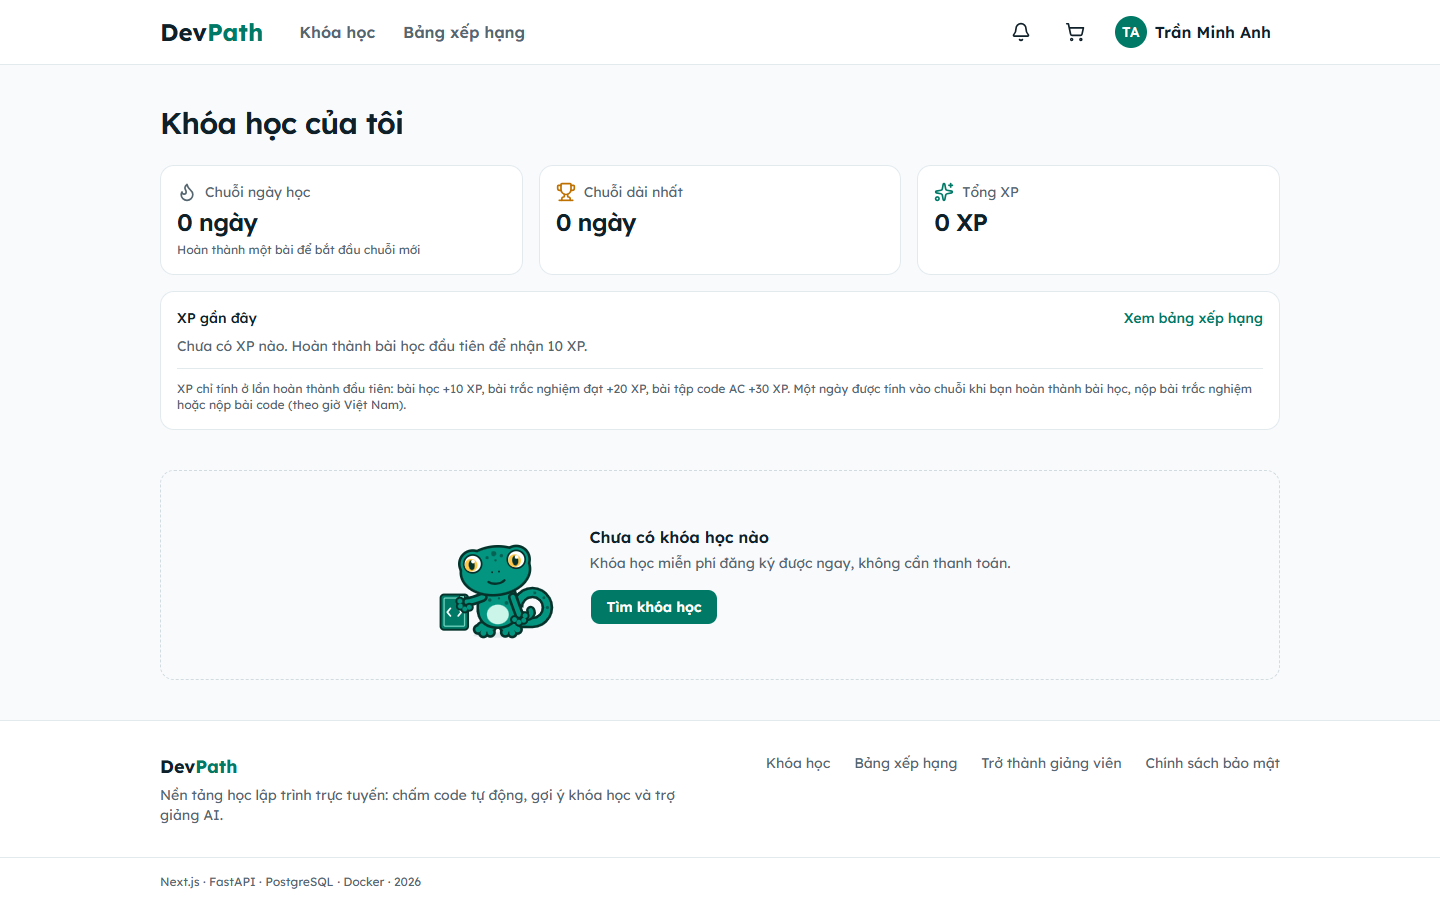 DevPath
Khóa học
Bảng xếp hạng
TA
Trần Minh Anh
Khóa học của tôi
Chuỗi ngày học
0 ngày
Hoàn thành một bài để bắt đầu chuỗi mới
Chuỗi dài nhất
0 ngày
Tổng XP
0 XP
XP gần đây
Xem bảng xếp hạng
Chưa có XP nào. Hoàn thành bài học đầu tiên để nhận 10 XP.
XP chỉ tính ở lần hoàn thành đầu tiên: bài học +10 XP, bài trắc nghiệm đạt +20 XP, bài tập code AC +30 XP. Một ngày được tính vào chuỗi khi bạn hoàn thành bài học, nộp bài trắc nghiệm
hoặc nộp bài code (theo giờ Việt Nam).
Chưa có khóa học nào
Khóa học miễn phí đăng ký được ngay, không cần thanh toán.
Tìm khóa học
DevPath
Nền tảng học lập trình trực tuyến: chấm code tự động, gợi ý khóa học và trợ
giảng AI.
Khóa học
Bảng xếp hạng
Trở thành giảng viên
Chính sách bảo mật
Next.js · FastAPI · PostgreSQL · Docker · 2026